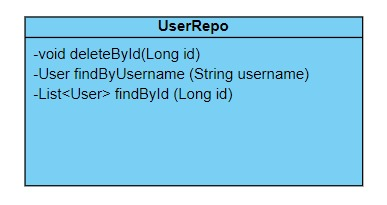 UserRepo
-void deleteById(Long id)
-User findByUsername (String username)
-List<User> findById (Long id)